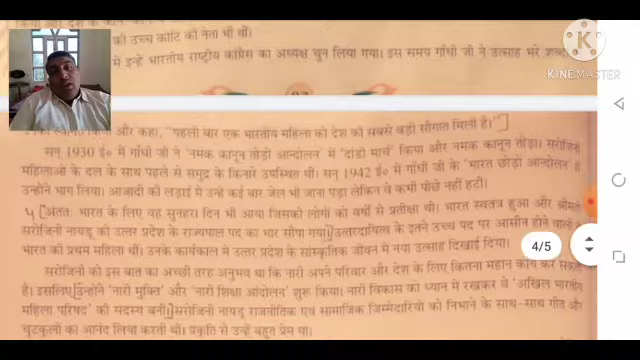 को उच्च कोटि की नेता भी थीं।
में इन्हें भारतीय राष्ट्रीय कांग्रेस का अध्यक्ष चुन लिया गया। इस समय गाँधी जी ने उत्साह भरे शब्दों
KINEMASTER
किया और कहा, "पहली बार एक भारतीय महिला को देश की सबसे बड़ी सौगात मिली है।"]
सन् 1930 ई० में गाँधी जी ने 'नमक कानून तोड़ो आन्दोलन' में 'दांडी मार्च' किया और नमक कानून तोड़ा। सरोजिनी
महिलाओं के दल के साथ पहले से समुद्र के किनारे उपस्थित थीं। सन् 1942 ई० में गाँधी जी के 'भारत छोड़ो आन्दोलन' में
उन्होंने भाग लिया। आजादी की लड़ाई में उन्हें कई बार जेल भी जाना पड़ा लेकिन वे कभी पीछे नहीं हटी।
५ [अंततः भारत के लिए वह सुनहरा दिन भी आया जिसकी लोगों को वर्षों से प्रतीक्षा थी। भारत स्वतंत्र हुआ और श्रीमती
सरोजिनी नायडू को उत्तर प्रदेश के राज्यपाल पद का भार सौंपा गया।] उत्तरदायित्व के इतने उच्च पद पर आसीन होने वाली वे
भारत की प्रथम महिला थीं। उनके कार्यकाल में उत्तर प्रदेश के सांस्कृतिक जीवन में नया उत्साह दिखाई दिया।
4/5
सरोजिनी को इस बात का अच्छी तरह अनुभव था कि नारी अपने परिवार और देश के लिए कितना महान कार्य कर सकती
है। इसलिए [उन्होंने 'नारी मुक्ति' और 'नारी शिक्षा आंदोलन' शुरू किया। नारी विकास को ध्यान में रखकर वे 'अखिल भारतीय
महिला परिषद' की सदस्य बनीं।] सरोजिनी नायडू राजनीतिक एवं सामाजिक जिम्मेदारियों को निभाने के साथ-साथ गीत और
चुटकुलों का आनंद लिया करती थीं। प्रकृति से उन्हें बहुत प्रेम था।